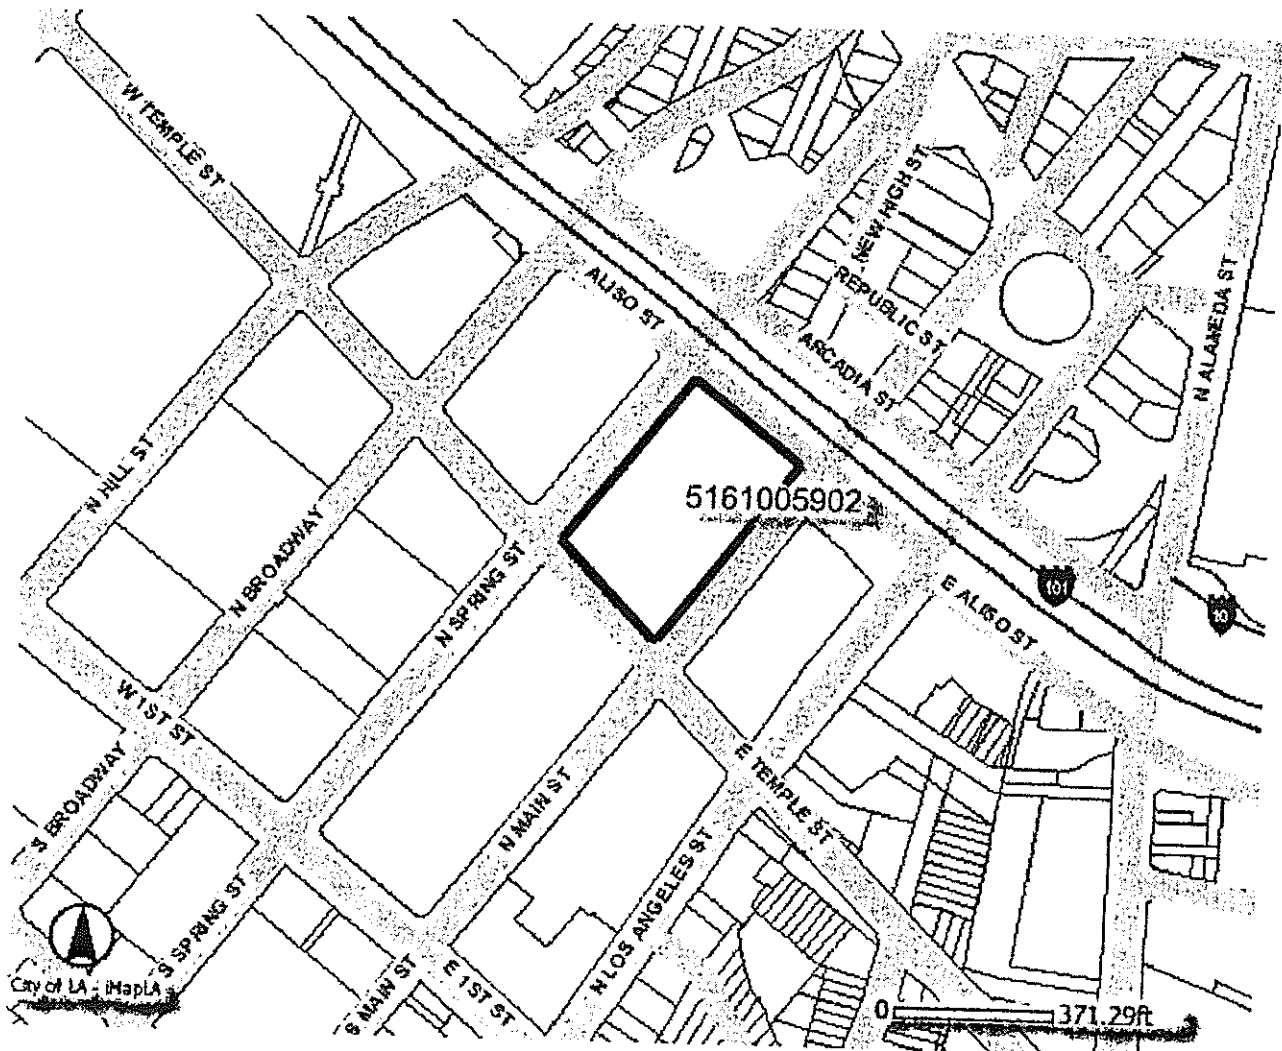 W TEMPLE ST
NEW HIGH ST
ALISO ST
REPUBLIC ST
N ALAMEDA ST
ARCADIA ST
N HILL ST
5161005902
N BROADWAY
N SPRING ST
101
E ALISO ST
W 1ST ST
E TEMPLE ST
S BROADWAY
N MAIN ST
N LOS ANGELES ST
S SPRING ST
City of LA - iMapLA
S MAIN ST
E 1ST ST
0 371.29ft